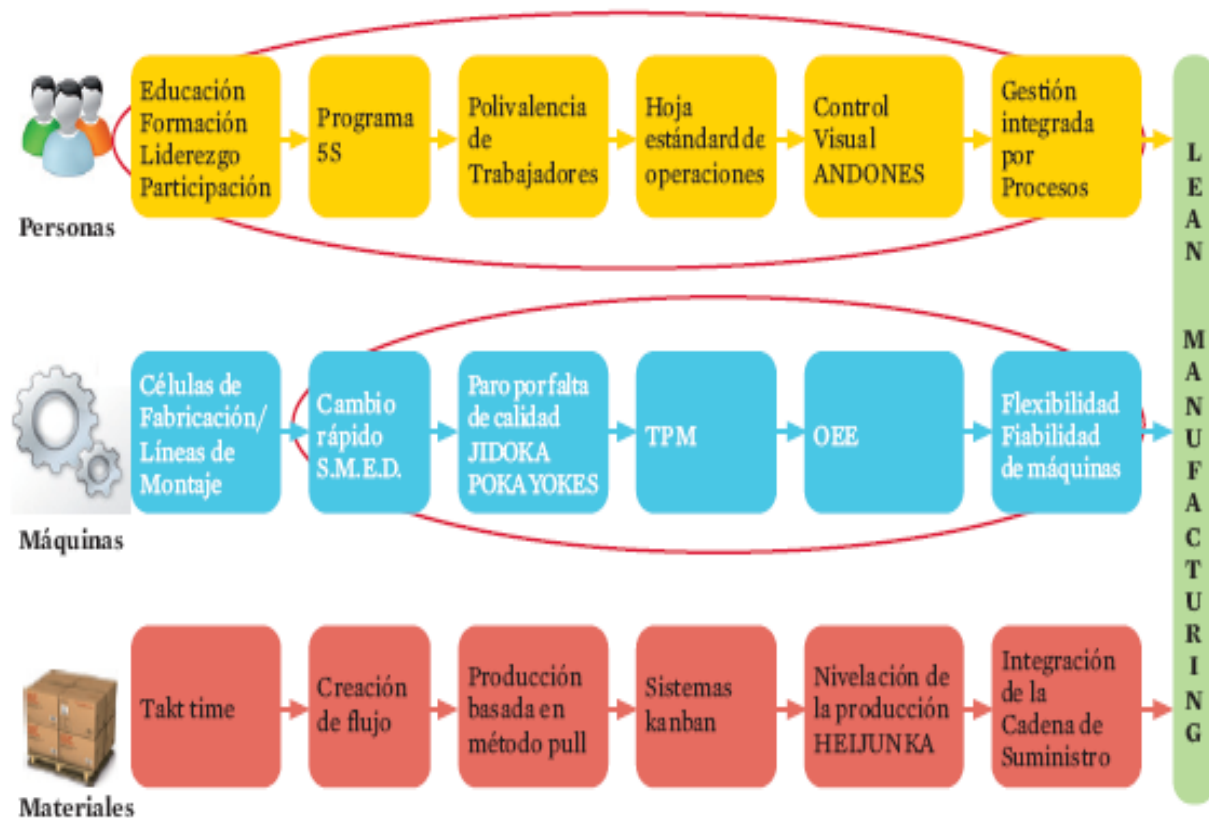 Educación
Formación
Liderezgo
Participación
Programa
5S
Polivalencia
de
Trabajadores
Hoja
estándard de
operaciones
Control
Visual
ANDONES
Gestión
integrada
por
Procesos
Personas
Células de
Fabricación/
Líneas de
Montaje
Cambio
rápido
S.M.E.D.
Paro por falta
de calidad
JIDOKA
POKA YOKES
TPM
OEE
Flexibilidad
Fiabilidad
de máquinas
Máquinas
Takt time
Creación
de flujo
Producción
basada en
método pull
Sistemas
kanban
Nivelación de
la producción
HEIJUNKA
Integración
de la
Cadena de
Suministro
Materiales
LEAN MANUFACTURING